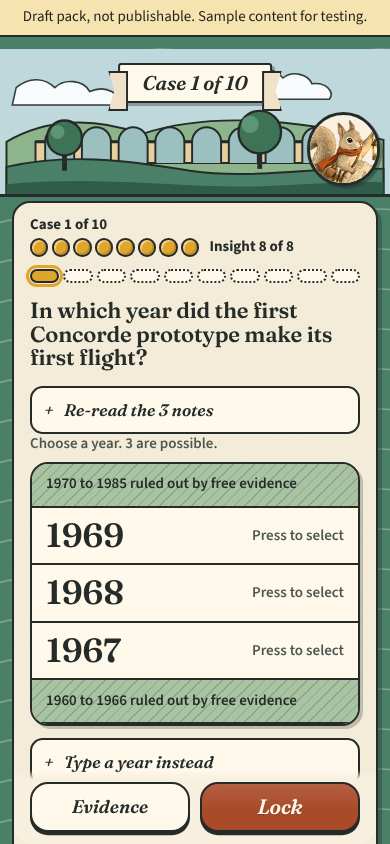 Draft pack, not publishable. Sample content for testing.
Case 1 of 10
Case 1 of 10
Insight 8 of 8
In which year did the first
Concorde prototype make its
first flight?
+ Re-read the 3 notes
Choose a year. 3 are possible.
1970 to 1985 ruled out by free evidence
1969 Press to select
1968 Press to select
1967 Press to select
1960 to 1966 ruled out by free evidence
+ Type a year instead
Evidence
Lock